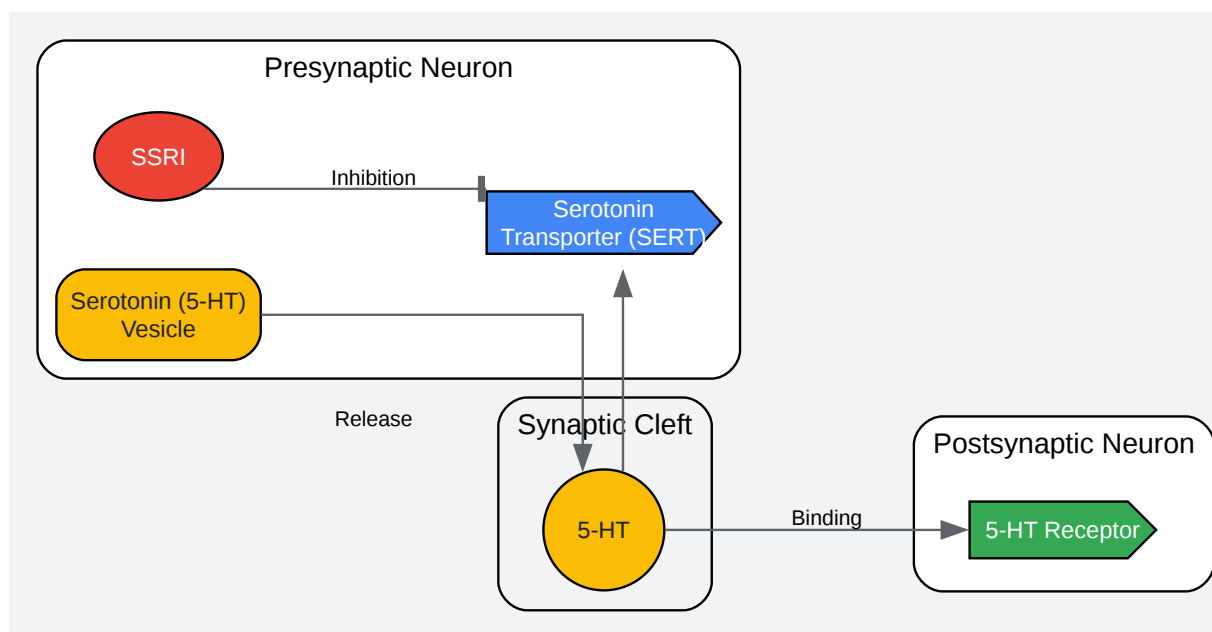 Presynaptic Neuron
SSRI
Inhibition
Serotonin
Transporter (SERT)
Serotonin (5-HT)
Vesicle
Release
Synaptic Cleft
Postsynaptic Neuron
5-HT
Binding
5-HT Receptor